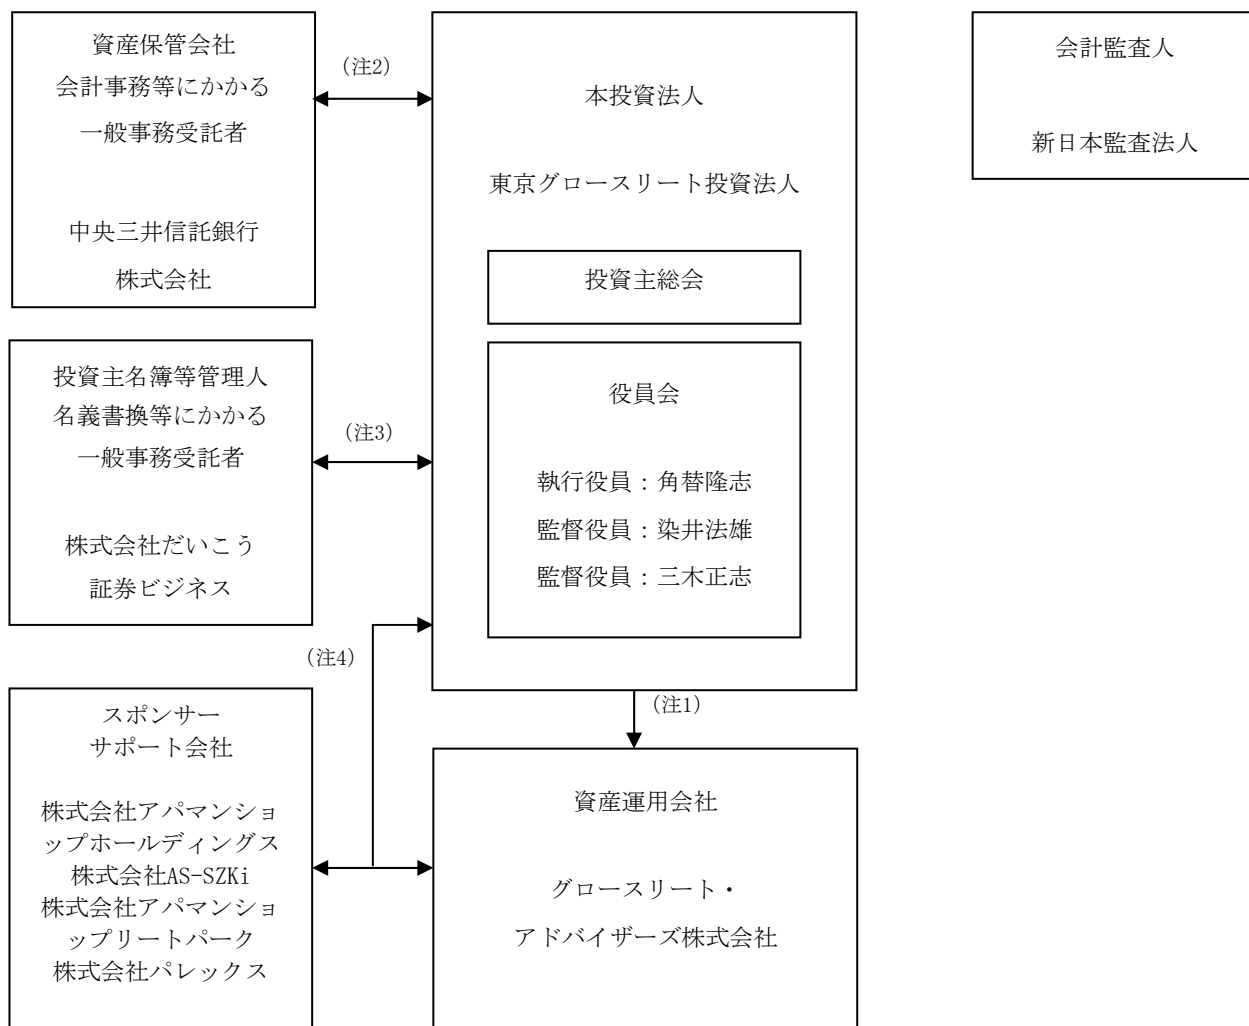 資産保管会社
会計事務等にかかる
一般事務受託者
中央三井信託銀行
株式会社
(注2)
本投資法人
東京グロースリート投資法人
投資主総会
役員会
執行役員：角替隆志
監督役員：染井法雄
監督役員：三木正志
会計監査人
新日本監査法人
投資主名簿等管理人
名義書換等にかかる
一般事務受託者
株式会社だいこう
証券ビジネス
(注3)
(注4)
(注1)
スポンサー
サポート会社
株式会社アパマンショ
ップホールディングス
株式会社AS-SZKi
株式会社アパマンショ
ップリートパーク
株式会社パレックス
資産運用会社
グロースリート・
アドバイザーズ株式会社